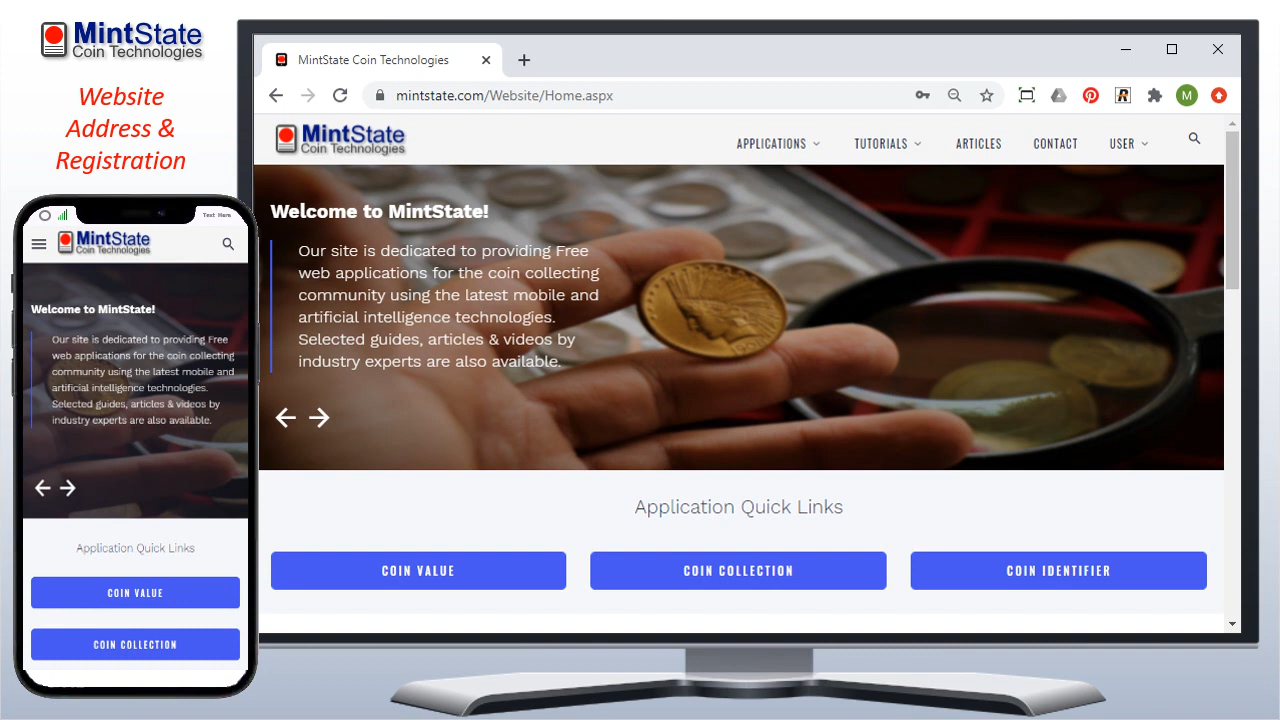 MintState
Coin Technologies
Website
Address &
Registration
MintState Coin Technologies
mintstate.com/Website/Home.aspx
M
R
MintState
Coin Technologies
APPLICATIONS
TUTORIALS
ARTICLES
CONTACT
USER
Welcome to MintState!
Our site is dedicated to providing Free
web applications for the coin collecting
community using the latest mobile and
artificial intelligence technologies.
Selected guides, articles & videos by
industry experts are also available.
Application Quick Links
COIN VALUE
COIN COLLECTION
COIN IDENTIFIER
Text Here
MintState
Coin Technologies
Welcome to MintState!
Our site is dedicated to providing Free
web applications for the coin collecting
community using the latest mobile and
artificial intelligence technologies.
Selected guides, articles & videos by
industry experts are also available.
Application Quick Links
COIN VALUE
COIN COLLECTION